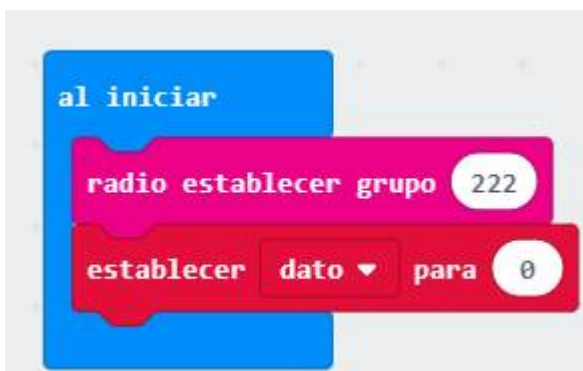 al iniciar
radio establecer grupo 222
establecer dato para 0